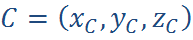 C = (x_C, y_C, z_C)